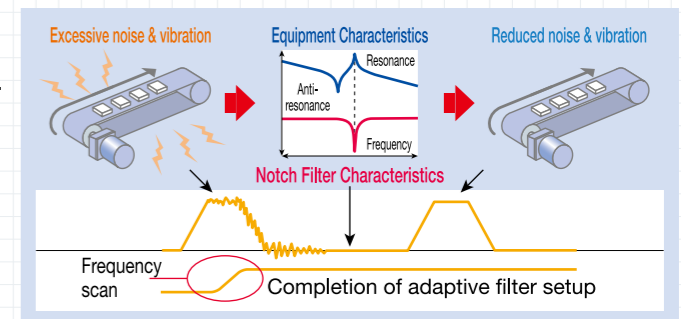 Excessive noise & vibration
Equipment Characteristics
Reduced noise & vibration
Resonance
Anti-
resonance
Frequency
Notch Filter Characteristics
Frequency
scan
Completion of adaptive filter setup